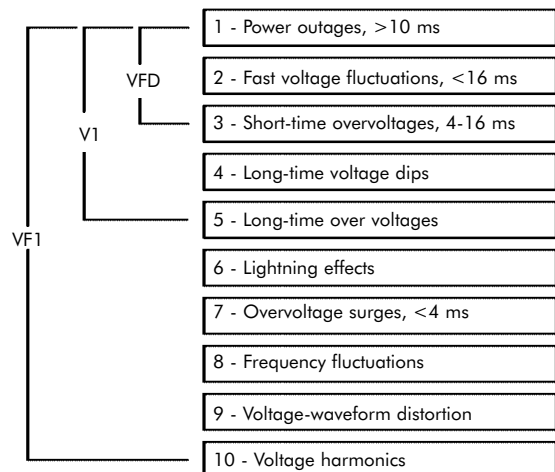 1 - Power outages, >10 ms
2 - Fast voltage fluctuations, <16 ms
VFD
3 - Short-time overvoltages, 4-16 ms
V1
4 - Long-time voltage dips
5 - Long-time over voltages
VF1
6 - Lightning effects
7 - Overvoltage surges, <4 ms
8 - Frequency fluctuations
9 - Voltage-waveform distortion
10 - Voltage harmonics